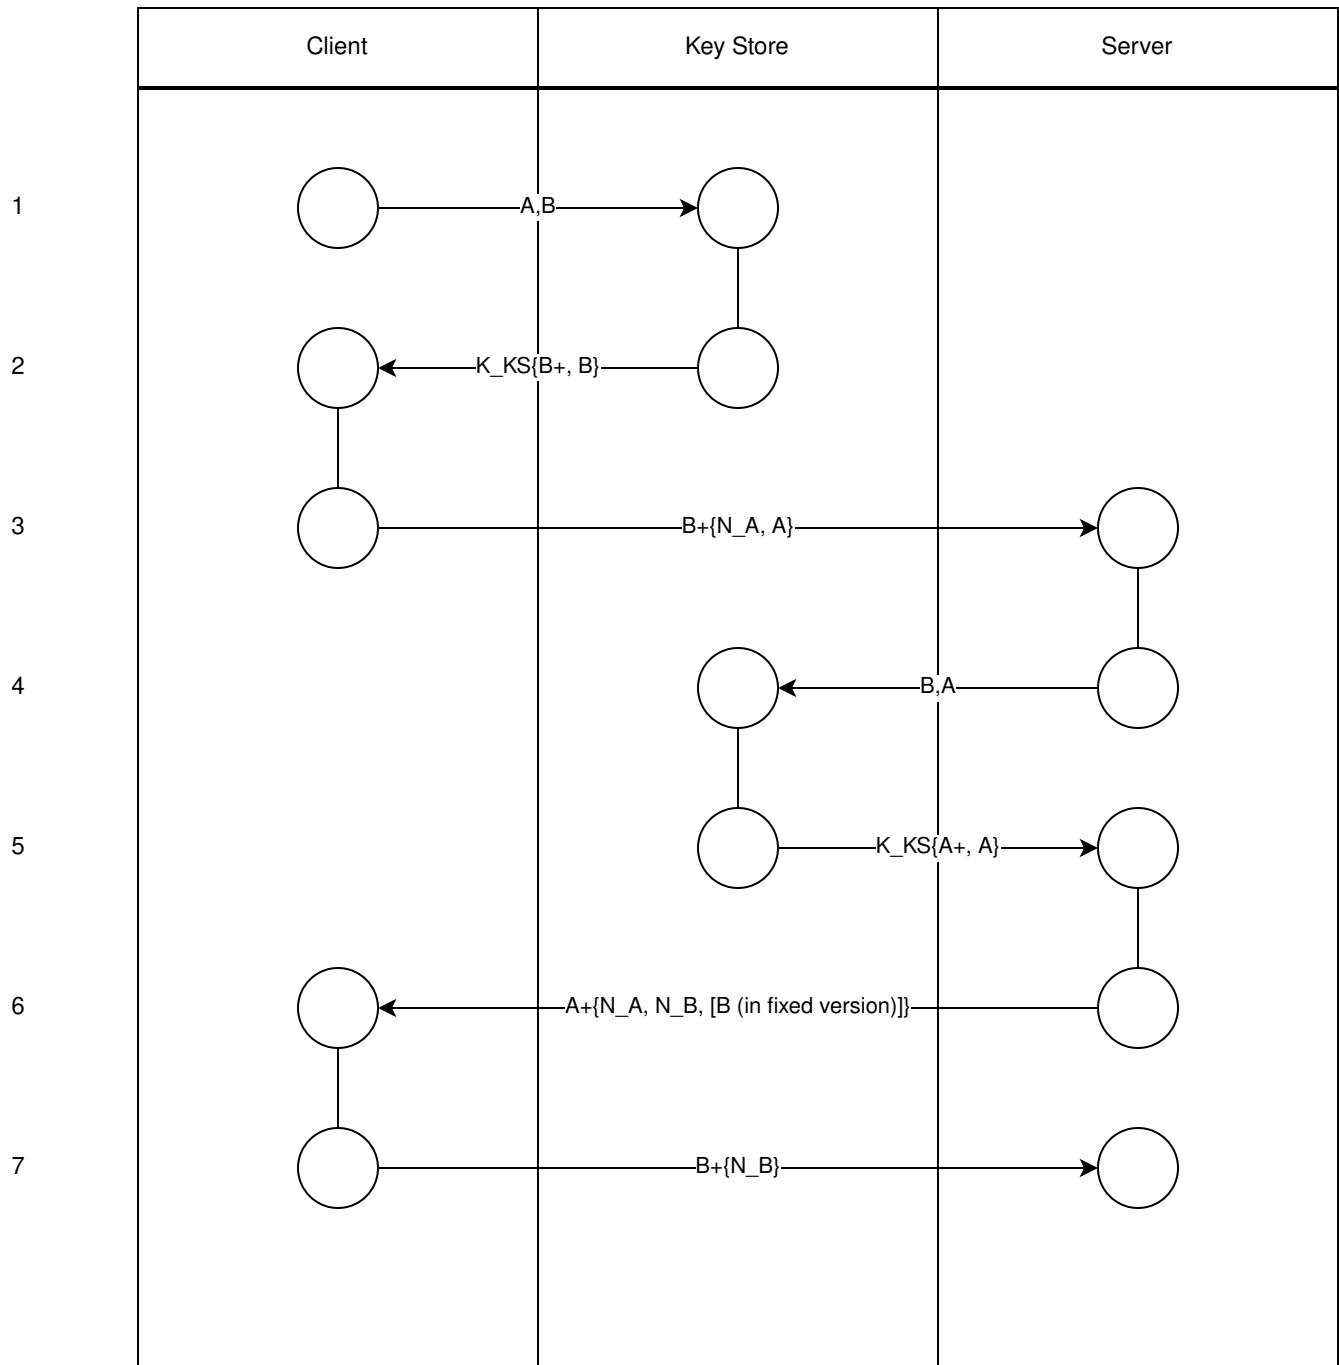 Client
Key Store
Server
1
A,B
2
K_KS{B+, B}
3
B+{N_A, A}
4
B,A
5
K_KS{A+, A}
6
A+{N_A, N_B, [B (in fixed version)]}
7
B+{N_B}